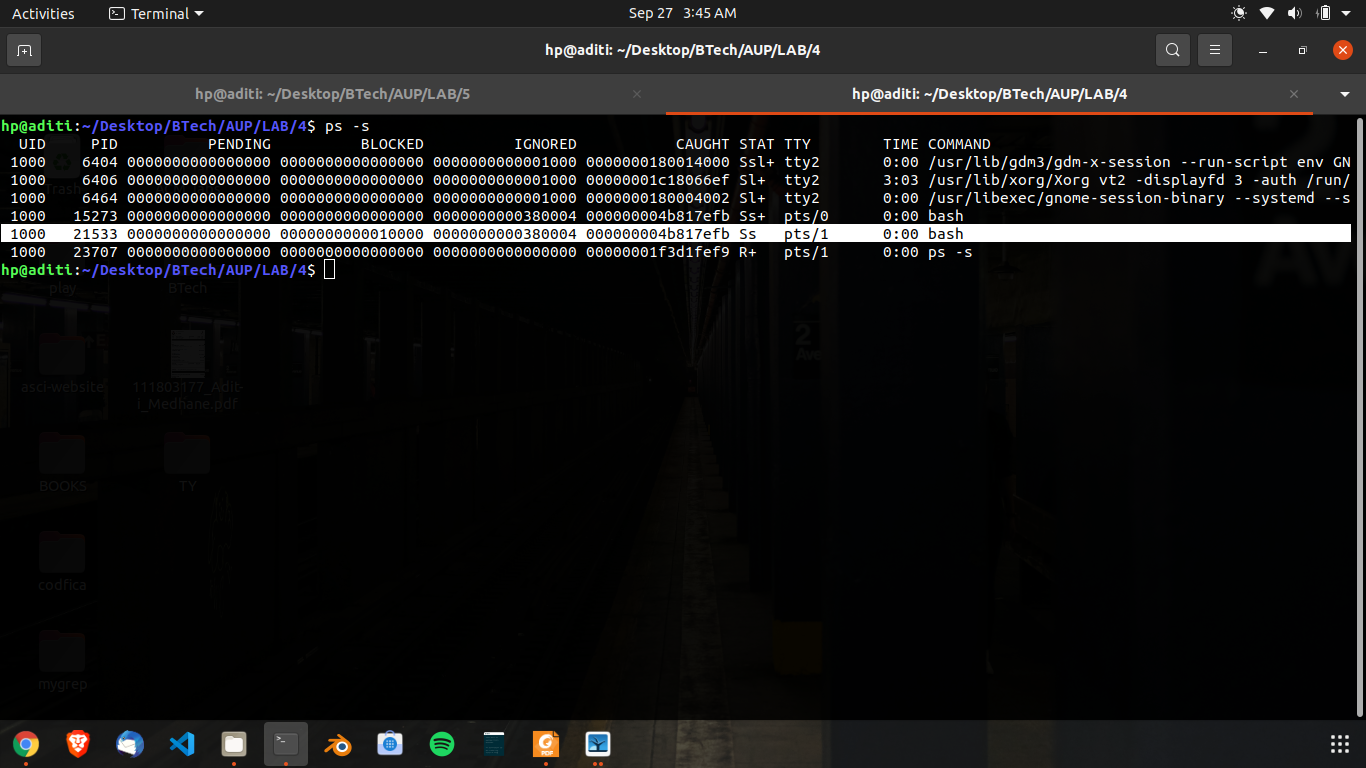 Activities Terminal Sep 27 3:45 AM
hp@aditi: ~/Desktop/BTech/AUP/LAB/4
hp@aditi: ~/Desktop/BTech/AUP/LAB/5 hp@aditi: ~/Desktop/BTech/AUP/LAB/4
hp@aditi:~/Desktop/BTech/AUP/LAB/4$ ps -s
UID PID PENDING BLOCKED IGNORED CAUGHT STAT TTY TIME COMMAND
1000 6404 0000000000000000 0000000000000000 0000000000001000 0000000180014000 Ssl+ tty2 0:00 /usr/lib/gdm3/gdm-x-session --run-script env GN
1000 6406 0000000000000000 0000000000000000 0000000000001000 00000001c18066ef Sl+ tty2 3:03 /usr/lib/xorg/Xorg vt2 -displayfd 3 -auth /run/
1000 6464 0000000000000000 0000000000000000 0000000000001000 0000000180004002 Sl+ tty2 0:00 /usr/libexec/gnome-session-binary --systemd --s
1000 15273 0000000000000000 0000000000000000 0000000000380004 000000004b817efb Ss+ pts/0 0:00 bash
1000 21533 0000000000000000 0000000000010000 0000000000380004 000000004b817efb Ss pts/1 0:00 bash
1000 23707 0000000000000000 0000000000000000 0000000000000000 00000001f3d1fef9 R+ pts/1 0:00 ps -s
hp@aditi:~/Desktop/BTech/AUP/LAB/4$
Trash
play BTech
2
Ave
asci-website 111803177_Adit-
i_Medhane.pdf
BOOKS TY
codfica
mygrep